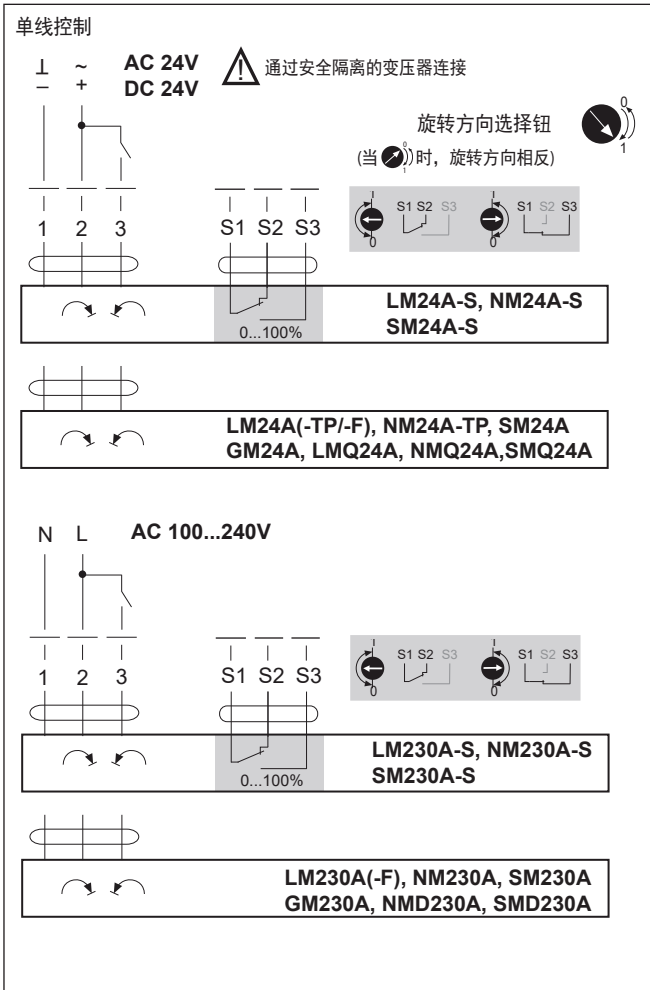 单线控制
⊥ ~ AC 24V
– + DC 24V
通过安全隔离的变压器连接
旋转方向选择钮
0
1
(当 0 1 时，旋转方向相反)
1 2 3
S1 S2 S3
1 S1 S2 S3 0
1 S1 S2 S3 0
0...100%
LM24A-S, NM24A-S
SM24A-S
LM24A(-TP/-F), NM24A-TP, SM24A
GM24A, LMQ24A, NMQ24A,SMQ24A
N L AC 100...240V
1 2 3
S1 S2 S3
1 S1 S2 S3 0
1 S1 S2 S3 0
0...100%
LM230A-S, NM230A-S
SM230A-S
LM230A(-F), NM230A, SM230A
GM230A, NMD230A, SMD230A